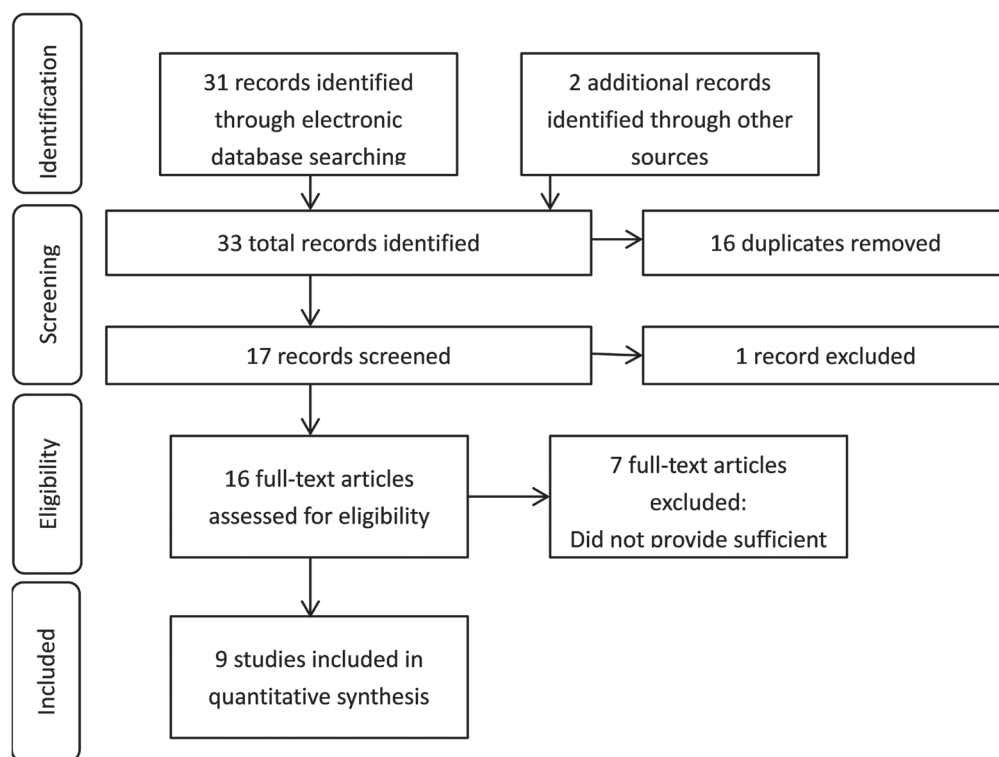 Identification
31 records identified
through electronic
database searching
2 additional records
identified through other
sources
Screening
33 total records identified
16 duplicates removed
17 records screened
1 record excluded
Eligibility
16 full-text articles
assessed for eligibility
7 full-text articles
excluded:
Did not provide sufficient
Included
9 studies included in
quantitative synthesis